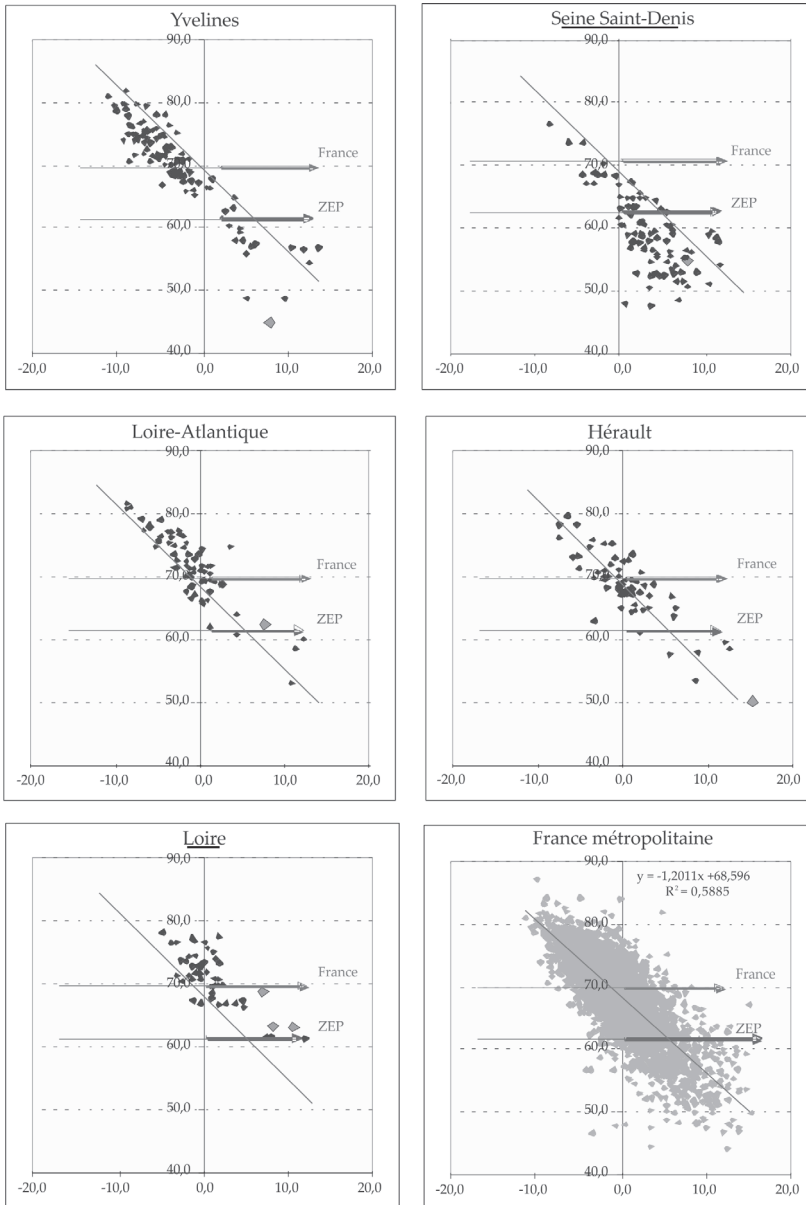 Yvelines
90,0
80,0
70,0
France
ZEP
60,0
50,0
40,0
-20,0 -10,0 0,0 10,0 20,0
Seine Saint-Denis
90,0
80,0
70,0
France
ZEP
60,0
50,0
40,0
-20,0 -10,0 0,0 10,0 20,0
Loire-Atlantique
90,0
80,0
France
70,0
ZEP
60,0
50,0
40,0
-20,0 -10,0 0,0 10,0 20,0
Hérault
90,0
80,0
France
70,0
ZEP
60,0
50,0
40,0
-20,0 -10,0 0,0 10,0 20,0
Loire
90,0
80,0
France
70,0
ZEP
60,0
50,0
40,0
-20,0 -10,0 0,0 10,0 20,0
France métropolitaine
90,0
y = -1,2011x +68,596
R² = 0,5885
80,0
France
70,0
ZEP
60,0
50,0
40,0
-20,0 -10,0 0,0 10,0 20,0